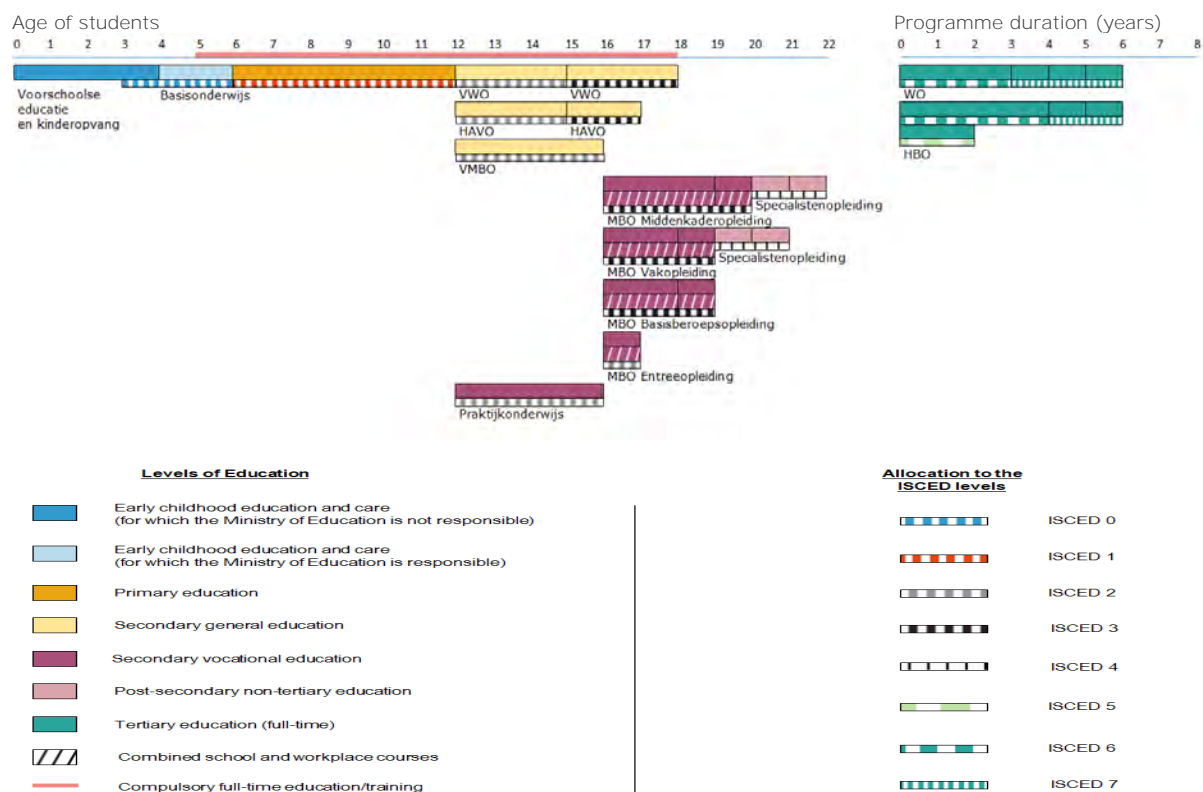 Age of students
Programme duration (years)
0 1 2 3 4 5 6 7 8 9 10 11 12 13 14 15 16 17 18 19 20 21 22
0 1 2 3 4 5 6 7 8
Voorschoolse
educatie
en kinderopvang
Basisonderwijs
VWO VWO
WO
HAVO HAVO
HBO
VMBO
Specialistenopleiding
MBO Middenkaderopleiding
Specialistenopleiding
MBO Vakopleiding
MBO Basisberoepsopleiding
MBO Entreeopleiding
Praktijkonderwijs
Levels of Education
Early childhood education and care
(for which the Ministry of Education is not responsible)
Early childhood education and care
(for which the Ministry of Education is responsible)
Primary education
Secondary general education
Secondary vocational education
Post-secondary non-tertiary education
Tertiary education (full-time)
Combined school and workplace courses
Compulsory full-time education/training
Allocation to the
ISCED levels
ISCED 0
ISCED 1
ISCED 2
ISCED 3
ISCED 4
ISCED 5
ISCED 6
ISCED 7